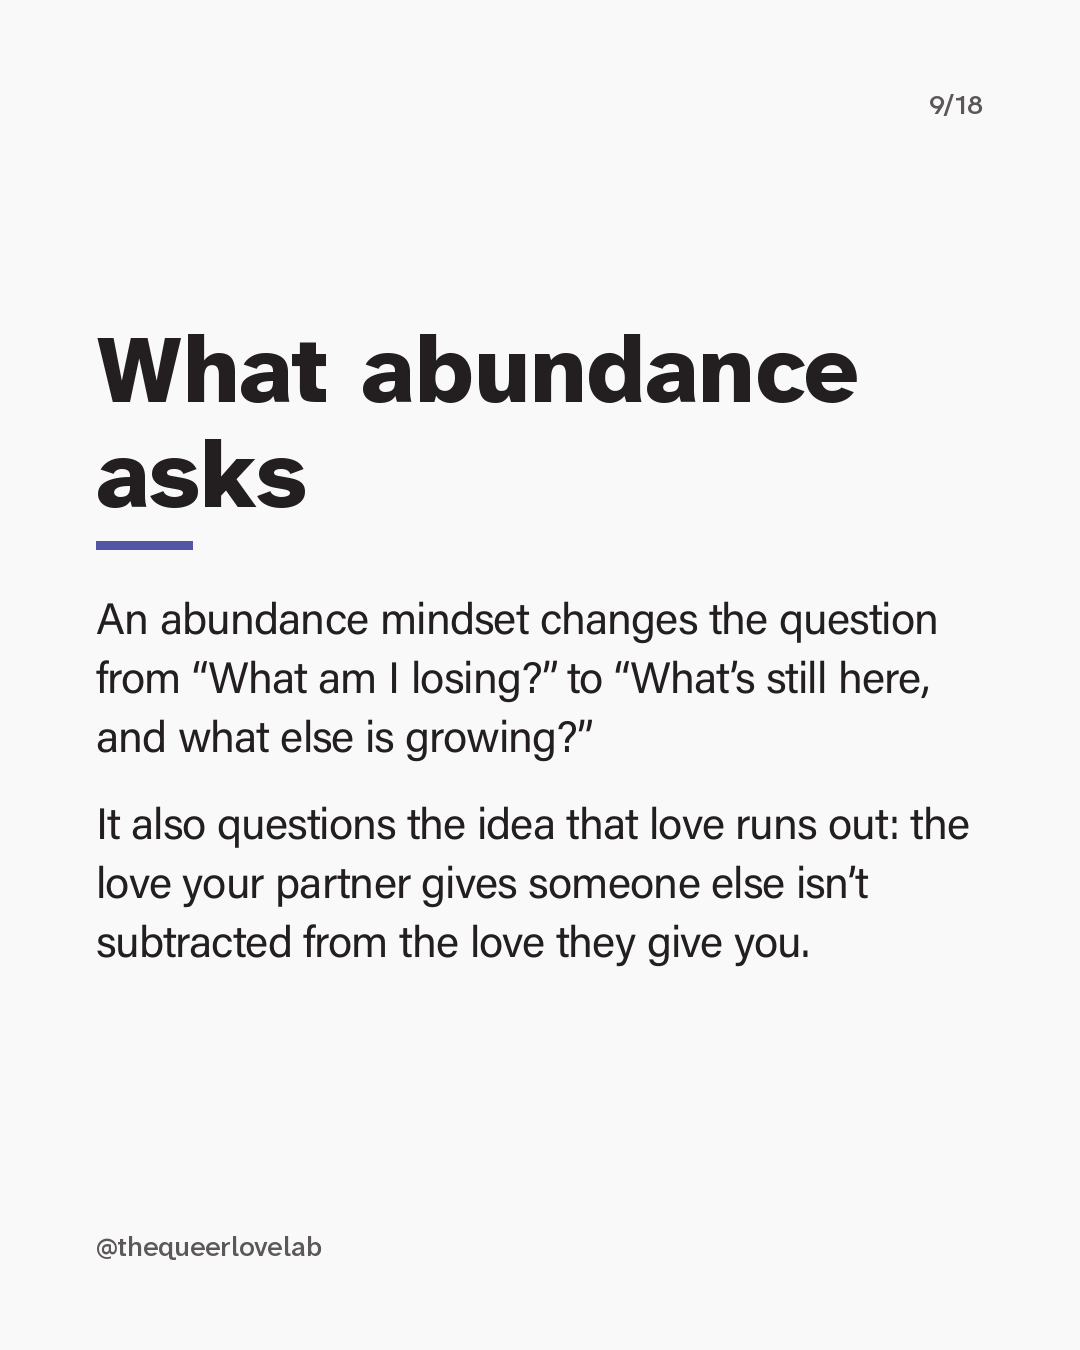 9/18
What abundance
asks
An abundance mindset changes the question
from “What am I losing?” to “What’s still here,
and what else is growing?”
It also questions the idea that love runs out: the
love your partner gives someone else isn’t
subtracted from the love they give you.
@thequeerlovelab